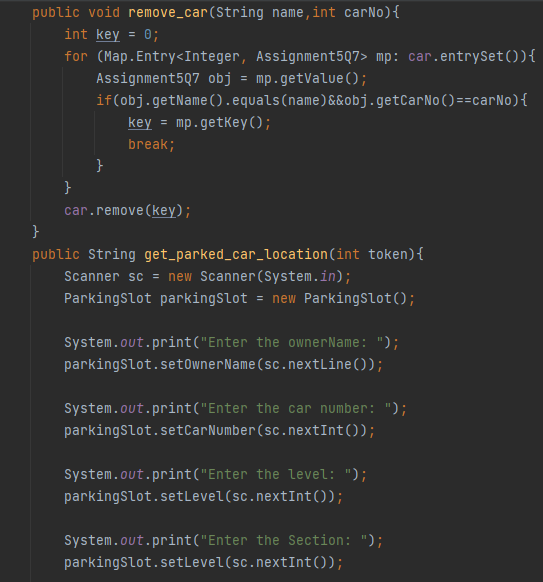 public void remove_car(String name,int carNo){
int key = 0;
for (Map.Entry<Integer, Assignment5Q7> mp: car.entrySet()){
Assignment5Q7 obj = mp.getValue();
if(obj.getName().equals(name)&&obj.getCarNo()==carNo){
key = mp.getKey();
break;
}
}
car.remove(key);
}
public String get_parked_car_location(int token){
Scanner sc = new Scanner(System.in);
ParkingSlot parkingSlot = new ParkingSlot();
System.out.print("Enter the ownerName: ");
parkingSlot.setOwnerName(sc.nextLine());
System.out.print("Enter the car number: ");
parkingSlot.setCarNumber(sc.nextInt());
System.out.print("Enter the level: ");
parkingSlot.setLevel(sc.nextInt());
System.out.print("Enter the Section: ");
parkingSlot.setLevel(sc.nextInt());